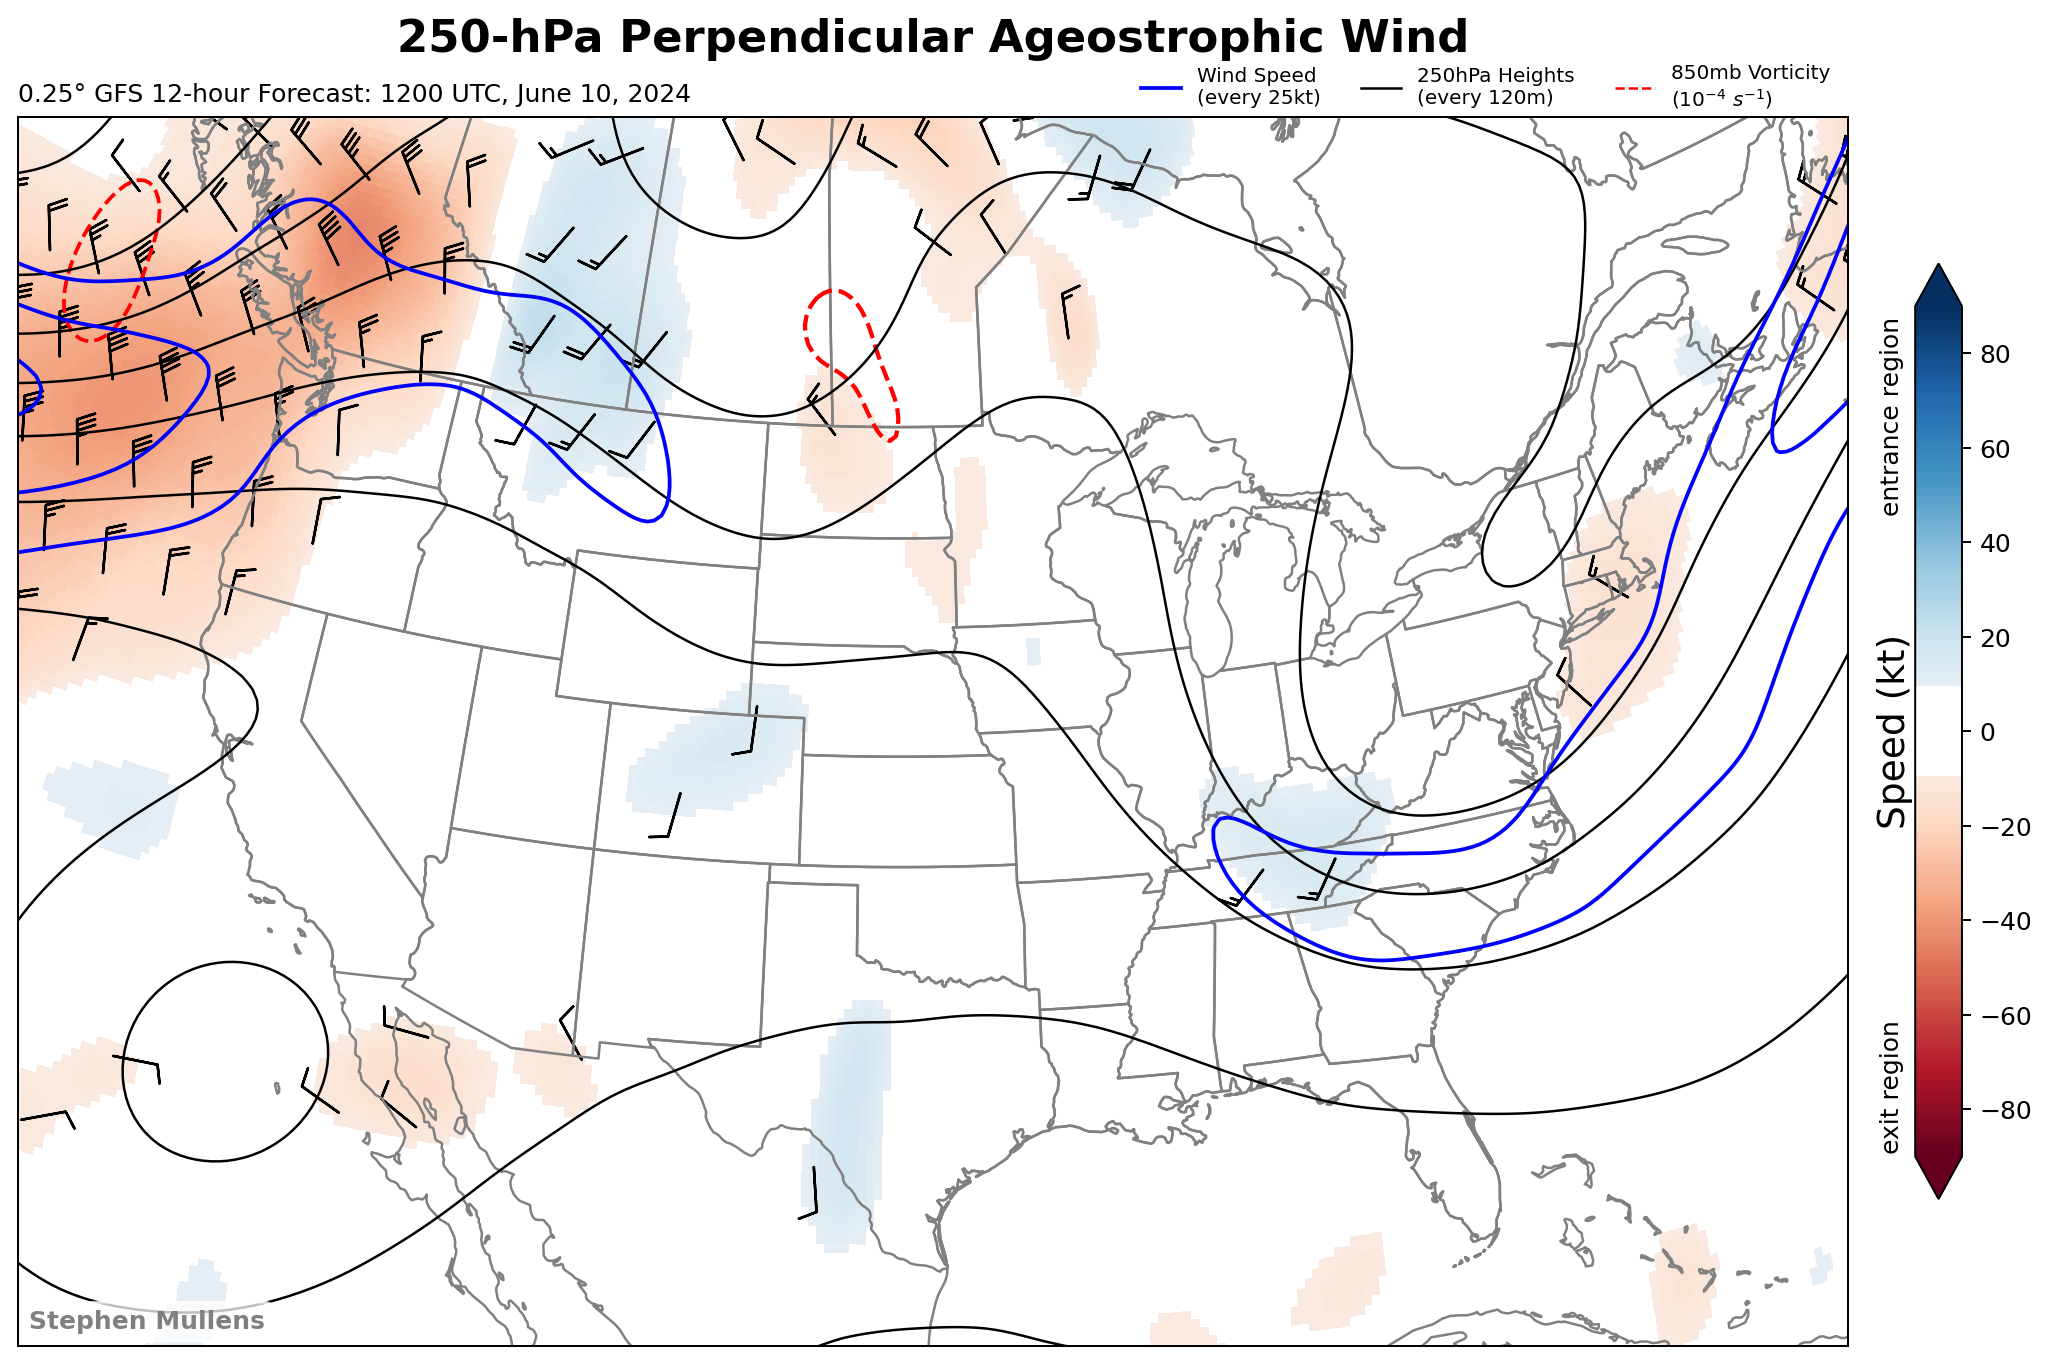 250-hPa Perpendicular Ageostrophic Wind
0.25° GFS 12-hour Forecast: 1200 UTC, June 10, 2024
Wind Speed
(every 25kt)
250hPa Heights
(every 120m)
850mb Vorticity
(10⁻⁴ s⁻¹)
entrance region
Speed (kt)
exit region
80
60
40
20
0
−20
−40
−60
−80
Stephen Mullens